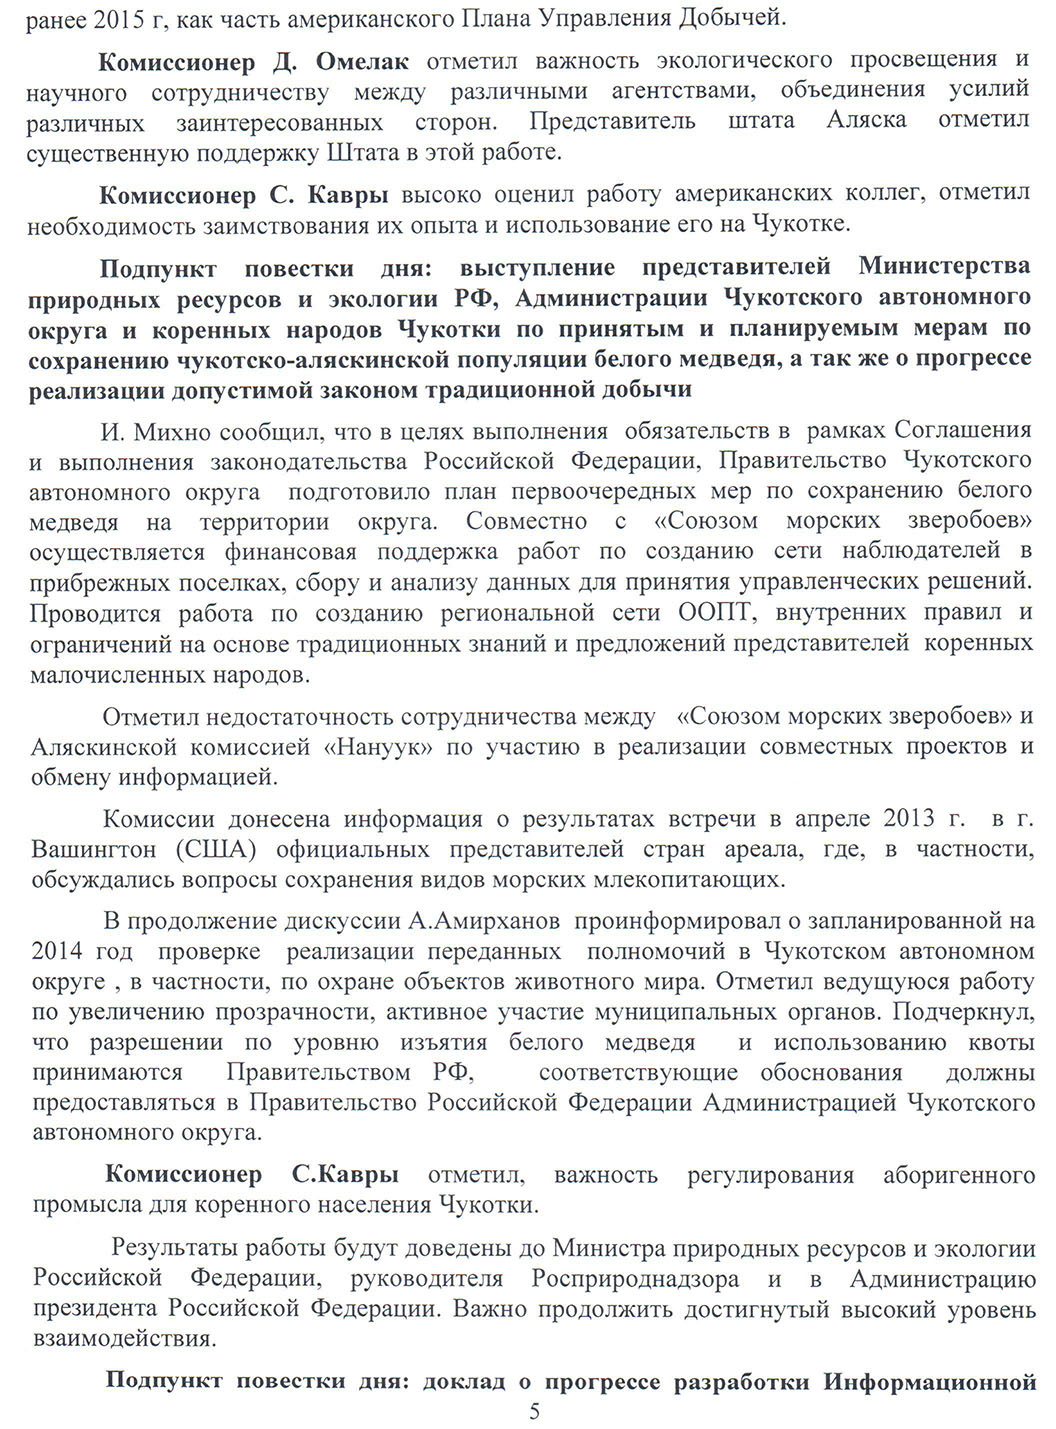 ранее 2015 г, как часть американского Плана Управления Добычей.
Комиссионер Д. Омелак отметил важность экологического просвещения и
научного сотрудничеству между различными агентствами, объединения усилий
различных заинтересованных сторон. Представитель штата Аляска отметил
существенную поддержку Штата в этой работе.
Комиссионер С. Кавры высоко оценил работу американских коллег, отметил
необходимость заимствования их опыта и использование его на Чукотке.
Подпункт повестки дня: выступление представителей Министерства
природных ресурсов и экологии РФ, Администрации Чукотского автономного
округа и коренных народов Чукотки по принятым и планируемым мерам по
сохранению чукотско-аляскинской популяции белого медведя, а так же о прогрессе
реализации допустимой законом традиционной добычи
И. Михно сообщил, что в целях выполнения обязательств в рамках Соглашения
и выполнения законодательства Российской Федерации, Правительство Чукотского
автономного округа подготовило план первоочередных мер по сохранению белого
медведя на территории округа. Совместно с «Союзом морских зверобоев»
осуществляется финансовая поддержка работ по созданию сети наблюдателей в
прибрежных поселках, сбору и анализу данных для принятия управленческих решений.
Проводится работа по созданию региональной сети ООПТ, внутренних правил и
ограничений на основе традиционных знаний и предложений представителей коренных
малочисленных народов.
Отметил недостаточность сотрудничества между «Союзом морских зверобоев» и
Аляскинской комиссией «Нануук» по участию в реализации совместных проектов и
обмену информацией.
Комиссии донесена информация о результатах встречи в апреле 2013 г. в г.
Вашингтон (США) официальных представителей стран ареала, где, в частности,
обсуждались вопросы сохранения видов морских млекопитающих.
В продолжение дискуссии А.Амирханов проинформировал о запланированной на
2014 год проверке реализации переданных полномочий в Чукотском автономном
округе , в частности, по охране объектов животного мира. Отметил ведущуюся работу
по увеличению прозрачности, активное участие муниципальных органов. Подчеркнул,
что разрешении по уровню изъятия белого медведя и использованию квоты
принимаются Правительством РФ, соответствующие обоснования должны
предоставляться в Правительство Российской Федерации Администрацией Чукотского
автономного округа.
Комиссионер С.Кавры отметил, важность регулирования аборигенного
промысла для коренного населения Чукотки.
Результаты работы будут доведены до Министра природных ресурсов и экологии
Российской Федерации, руководителя Росприроднадзора и в Администрацию
президента Российской Федерации. Важно продолжить достигнутый высокий уровень
взаимодействия.
Подпункт повестки дня: доклад о прогрессе разработки Информационной
5